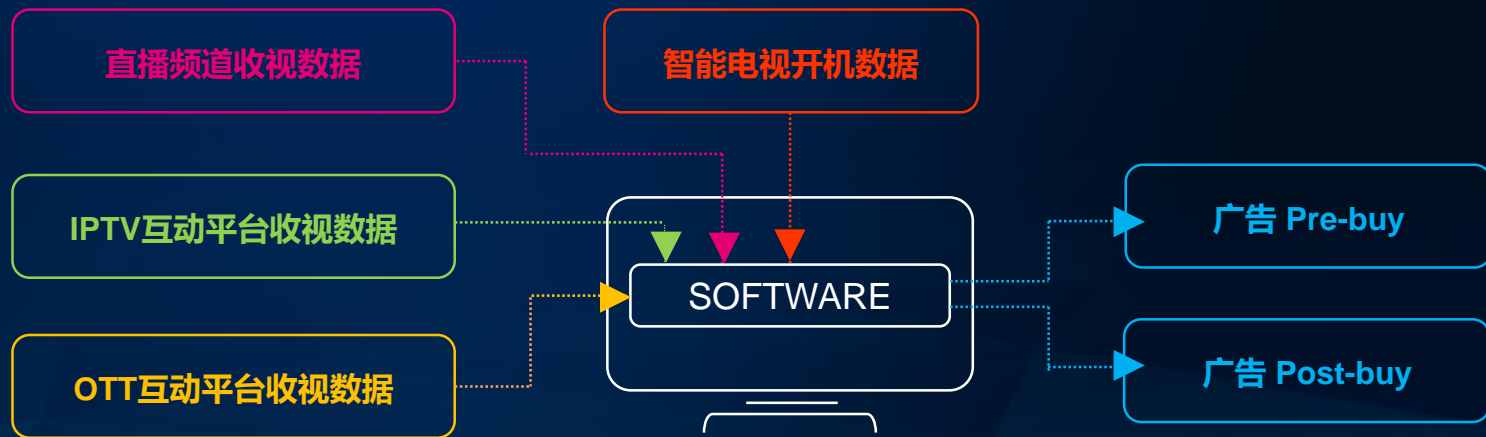 直播频道收视数据
智能电视开机数据
IPTV互动平台收视数据
广告 Pre-buy
SOFTWARE
OTT互动平台收视数据
广告 Post-buy